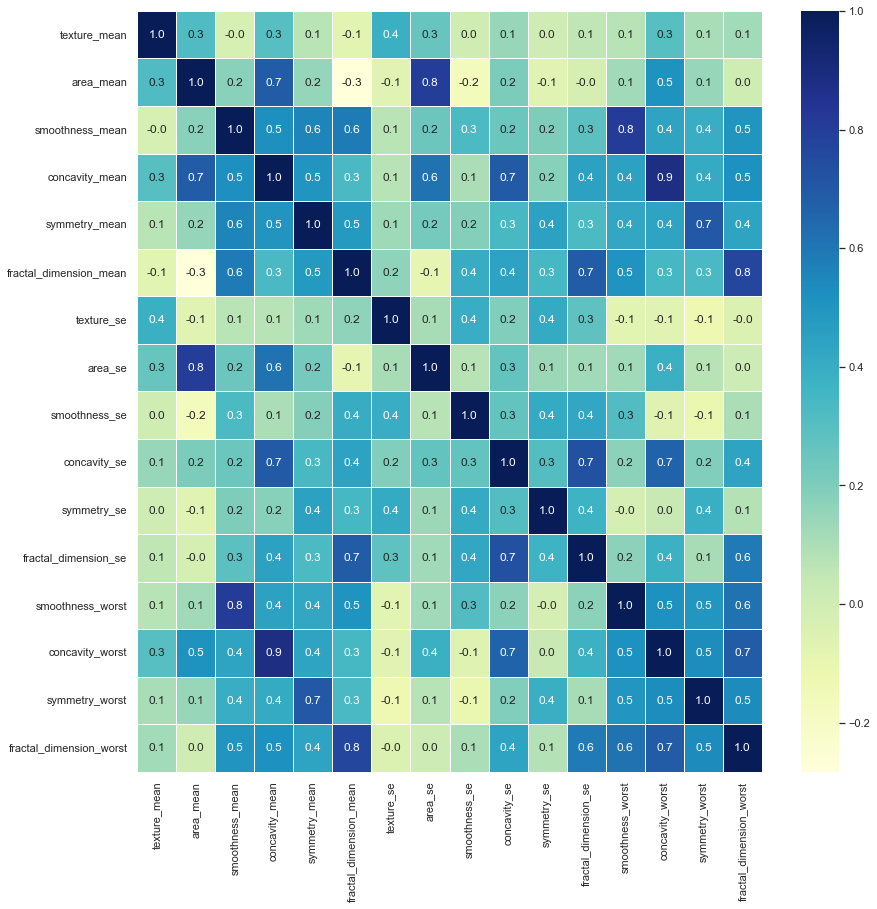 texture_mean 1.0 0.3 -0.0 0.3 0.1 -0.1 0.4 0.3 0.0 0.1 0.0 0.1 0.1 0.3 0.1 0.1
area_mean 0.3 1.0 0.2 0.7 0.2 -0.3 -0.1 0.8 -0.2 0.2 -0.1 -0.0 0.1 0.5 0.1 0.0
smoothness_mean -0.0 0.2 1.0 0.5 0.6 0.6 0.1 0.2 0.3 0.2 0.2 0.3 0.8 0.4 0.4 0.5
concavity_mean 0.3 0.7 0.5 1.0 0.5 0.3 0.1 0.6 0.1 0.7 0.2 0.4 0.4 0.9 0.4 0.5
symmetry_mean 0.1 0.2 0.6 0.5 1.0 0.5 0.1 0.2 0.2 0.3 0.4 0.3 0.4 0.4 0.7 0.4
fractal_dimension_mean -0.1 -0.3 0.6 0.3 0.5 1.0 0.2 -0.1 0.4 0.4 0.3 0.7 0.5 0.3 0.3 0.8
texture_se 0.4 -0.1 0.1 0.1 0.1 0.2 1.0 0.1 0.4 0.2 0.4 0.3 -0.1 -0.1 -0.1 -0.0
area_se 0.3 0.8 0.2 0.6 0.2 -0.1 0.1 1.0 0.1 0.3 0.1 0.1 0.1 0.4 0.1 0.0
smoothness_se 0.0 -0.2 0.3 0.1 0.2 0.4 0.4 0.1 1.0 0.3 0.4 0.4 0.3 -0.1 -0.1 0.1
concavity_se 0.1 0.2 0.2 0.7 0.3 0.4 0.2 0.3 0.3 1.0 0.3 0.7 0.2 0.7 0.2 0.4
symmetry_se 0.0 -0.1 0.2 0.2 0.4 0.3 0.4 0.1 0.4 0.3 1.0 0.4 -0.0 0.0 0.4 0.1
fractal_dimension_se 0.1 -0.0 0.3 0.4 0.3 0.7 0.3 0.1 0.4 0.7 0.4 1.0 0.2 0.4 0.1 0.6
smoothness_worst 0.1 0.1 0.8 0.4 0.4 0.5 -0.1 0.1 0.3 0.2 -0.0 0.2 1.0 0.5 0.5 0.6
concavity_worst 0.3 0.5 0.4 0.9 0.4 0.3 -0.1 0.4 -0.1 0.7 0.0 0.4 0.5 1.0 0.5 0.7
symmetry_worst 0.1 0.1 0.4 0.4 0.7 0.3 -0.1 0.1 -0.1 0.2 0.4 0.1 0.5 0.5 1.0 0.5
fractal_dimension_worst 0.1 0.0 0.5 0.5 0.4 0.8 -0.0 0.0 0.1 0.4 0.1 0.6 0.6 0.7 0.5 1.0
texture_mean
area_mean
smoothness_mean
concavity_mean
symmetry_mean
fractal_dimension_mean
texture_se
area_se
smoothness_se
concavity_se
symmetry_se
fractal_dimension_se
smoothness_worst
concavity_worst
symmetry_worst
fractal_dimension_worst
1.0
0.8
0.6
0.4
0.2
0.0
−0.2